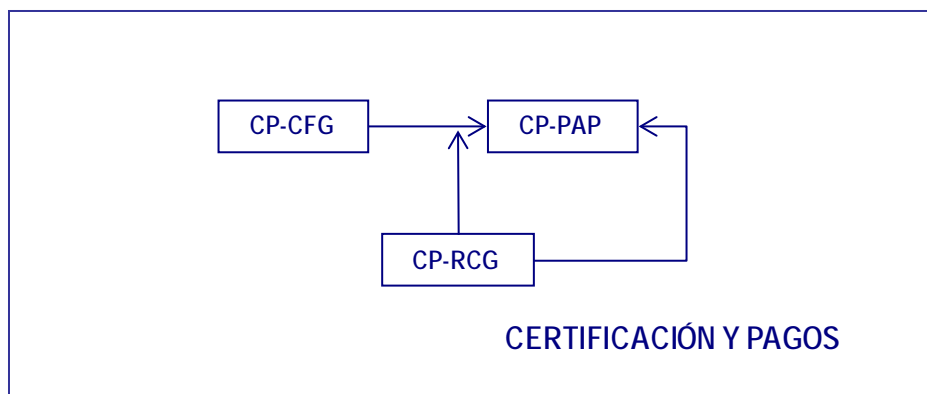 CP-CFG
CP-PAP
CP-RCG
CERTIFICACIÓN Y PAGOS